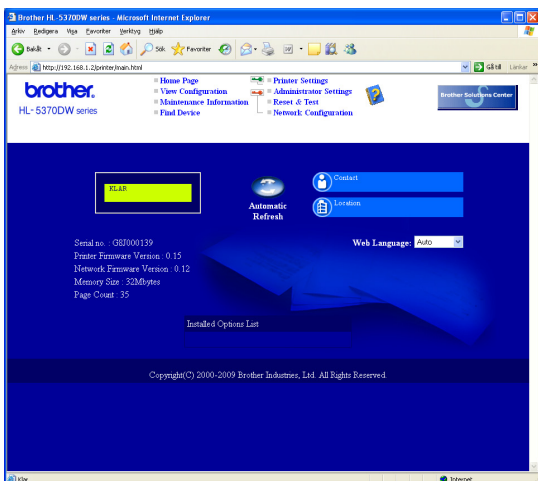 Brother HL-5370DW series - Microsoft Internet Explorer
Arkiv Redigera Visa Favoriter Verktyg Hjälp
Bakåt Sök Favoriter
Adress http://192.168.1.2/printer/main.html Gå till Länkar »
brother.
HL- 5370DW series
Home Page
View Configuration
Maintenance Information
Find Device
Printer Settings
Administrator Settings
Reset & Test
Network Configuration
Brother Solutions Center
KLAR
Automatic
Refresh
Contact
Location
Serial no. : G8J000139
Printer Firmware Version : 0.15
Network Firmware Version : 0.12
Memory Size : 32Mbytes
Page Count : 35
Web Language: Auto
Installed Options List
Copyright(C) 2000-2009 Brother Industries, Ltd. All Rights Reserved.
Klar Internet